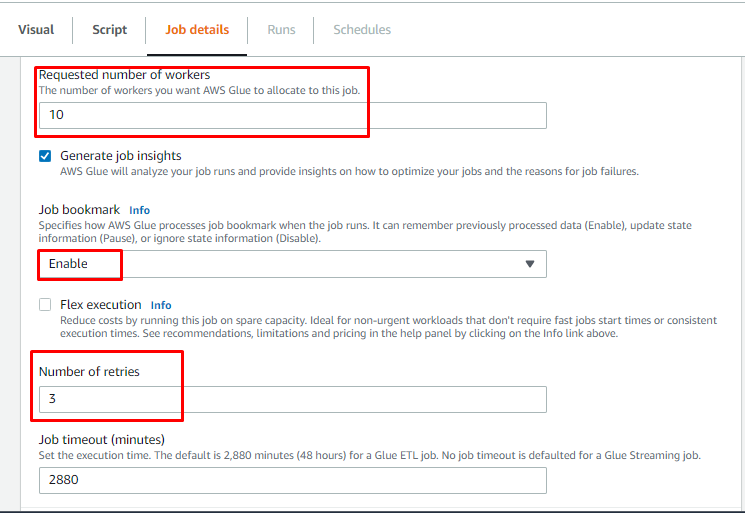 Visual Script Job details Runs Schedules
Requested number of workers
The number of workers you want AWS Glue to allocate to this job.
10
Generate job insights
AWS Glue will analyze your job runs and provide insights on how to optimize your jobs and the reasons for job failures.
Job bookmark Info
Specifies how AWS Glue processes job bookmark when the job runs. It can remember previously processed data (Enable), update state
information (Pause), or ignore state information (Disable).
Enable
Flex execution Info
Reduce costs by running this job on spare capacity. Ideal for non-urgent workloads that don't require fast jobs start times or consistent
execution times. See recommendations, limitations and pricing in the help panel by clicking on the Info link above.
Number of retries
3
Job timeout (minutes)
Set the execution time. The default is 2,880 minutes (48 hours) for a Glue ETL job. No job timeout is defaulted for a Glue Streaming job.
2880